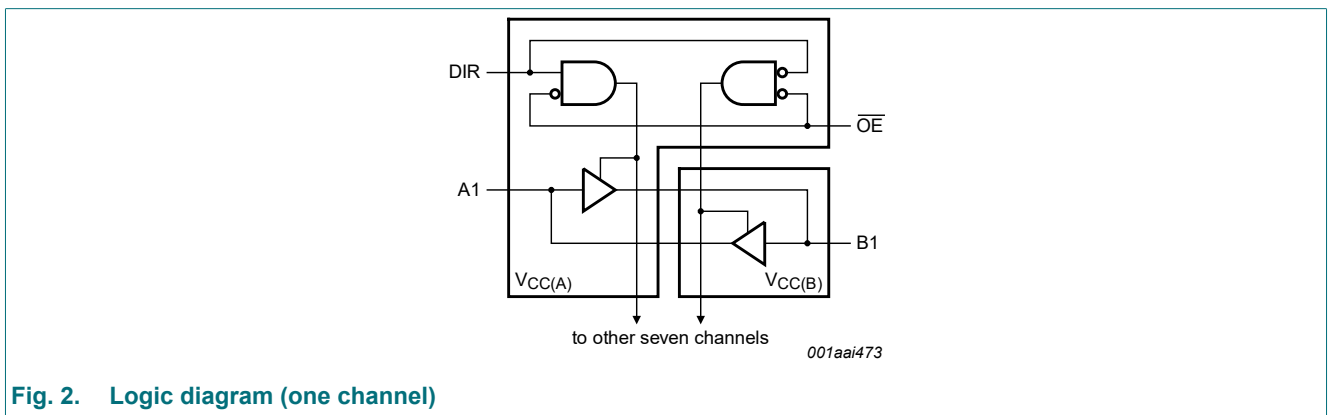 DIR
OE
A1
B1
VCC(A)
VCC(B)
to other seven channels
001aai473
Fig. 2. Logic diagram (one channel)